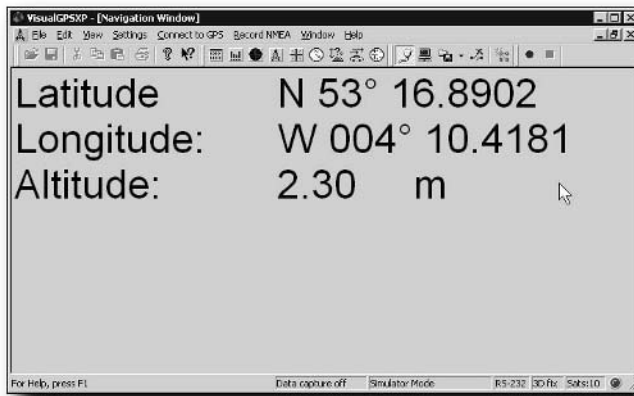 VisualGPSXP - [Navigation Window]
File Edit View Settings Connect to GPS Record NMEA Window Help
Latitude N 53° 16.8902
Longitude: W 004° 10.4181
Altitude: 2.30 m
For Help, press F1 Data capture off Simulator Mode RS-232 3D fix Sats:10